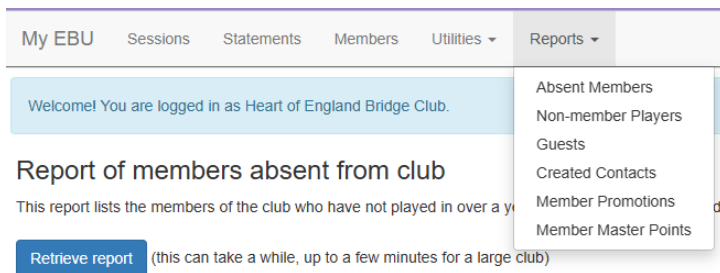 My EBU Sessions Statements Members Utilities Reports
Absent Members
Non-member Players
Guests
Created Contacts
Member Promotions
Member Master Points
Welcome! You are logged in as Heart of England Bridge Club.
Report of members absent from club
This report lists the members of the club who have not played in over a
Retrieve report (this can take a while, up to a few minutes for a large club)